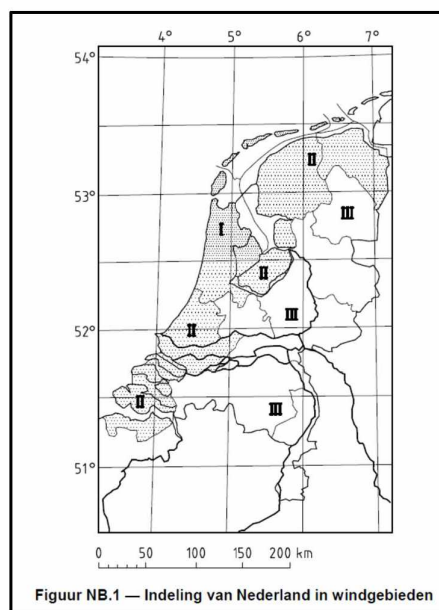 4° 5° 6° 7°
54°
53°
52°
51°
II
III
I
II
III
II
II
III
0 50 100 150 200 km
Figuur NB.1 — Indeling van Nederland in windgebieden